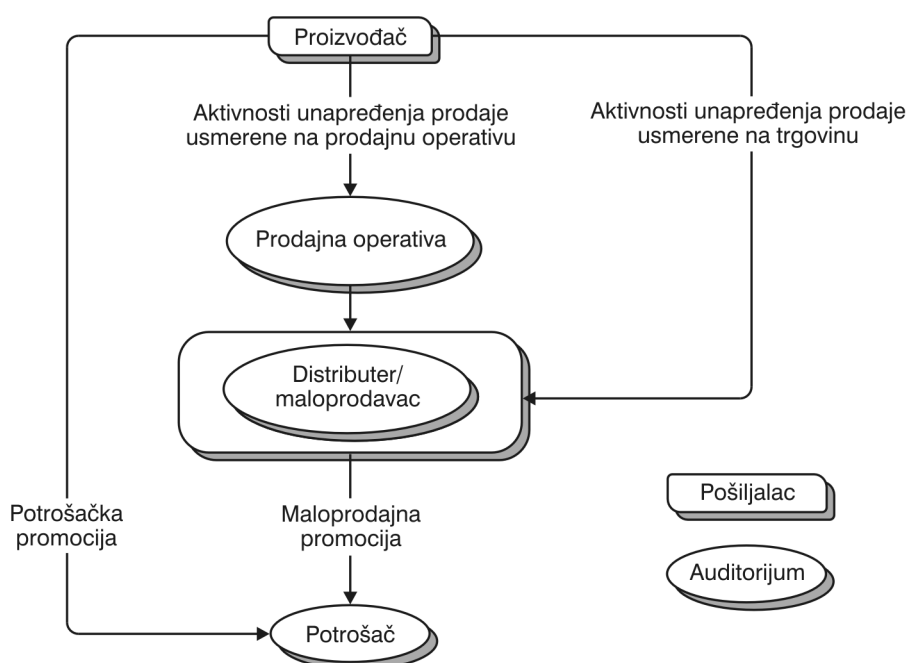 Proizvođač
Aktivnosti unapređenja prodaje
usmerene na prodajnu operativu
Aktivnosti unapređenja prodaje
usmerene na trgovinu
Prodajna operativa
Distributer/
maloprodavac
Potrošačka
promocija
Maloprodajna
promocija
Pošiljalac
Auditorijum
Potrošač